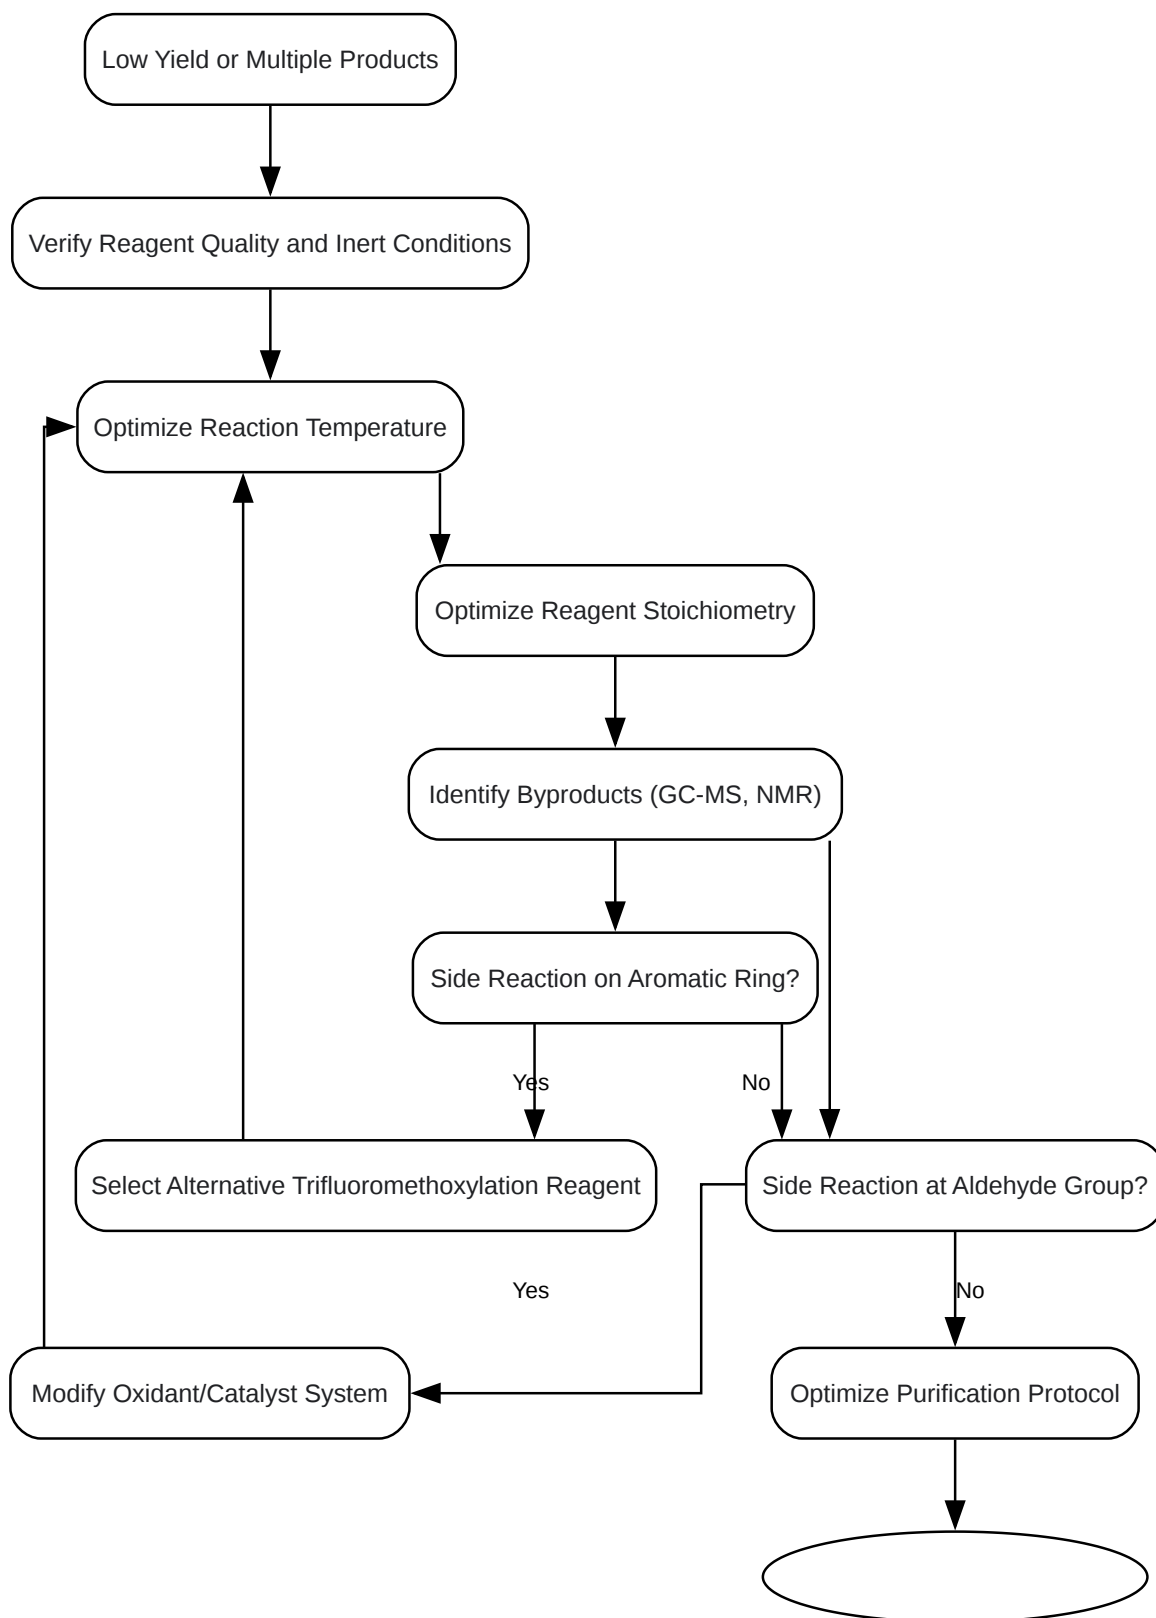 Low Yield or Multiple Products
Verify Reagent Quality and Inert Conditions
Optimize Reaction Temperature
Optimize Reagent Stoichiometry
Identify Byproducts (GC-MS, NMR)
Side Reaction on Aromatic Ring?
Yes
No
Select Alternative Trifluoromethoxylation Reagent
Side Reaction at Aldehyde Group?
Yes
No
Modify Oxidant/Catalyst System
Optimize Purification Protocol